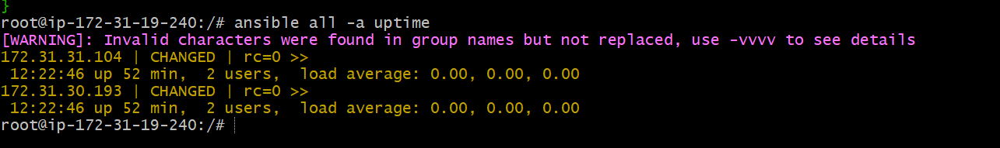 }
root@ip-172-31-19-240:/# ansible all -a uptime
[WARNING]: Invalid characters were found in group names but not replaced, use -vvvv to see details
172.31.31.104 | CHANGED | rc=0 >>
 12:22:46 up 52 min,  2 users,  load average: 0.00, 0.00, 0.00
172.31.30.193 | CHANGED | rc=0 >>
 12:22:46 up 52 min,  2 users,  load average: 0.00, 0.00, 0.00
root@ip-172-31-19-240:/#